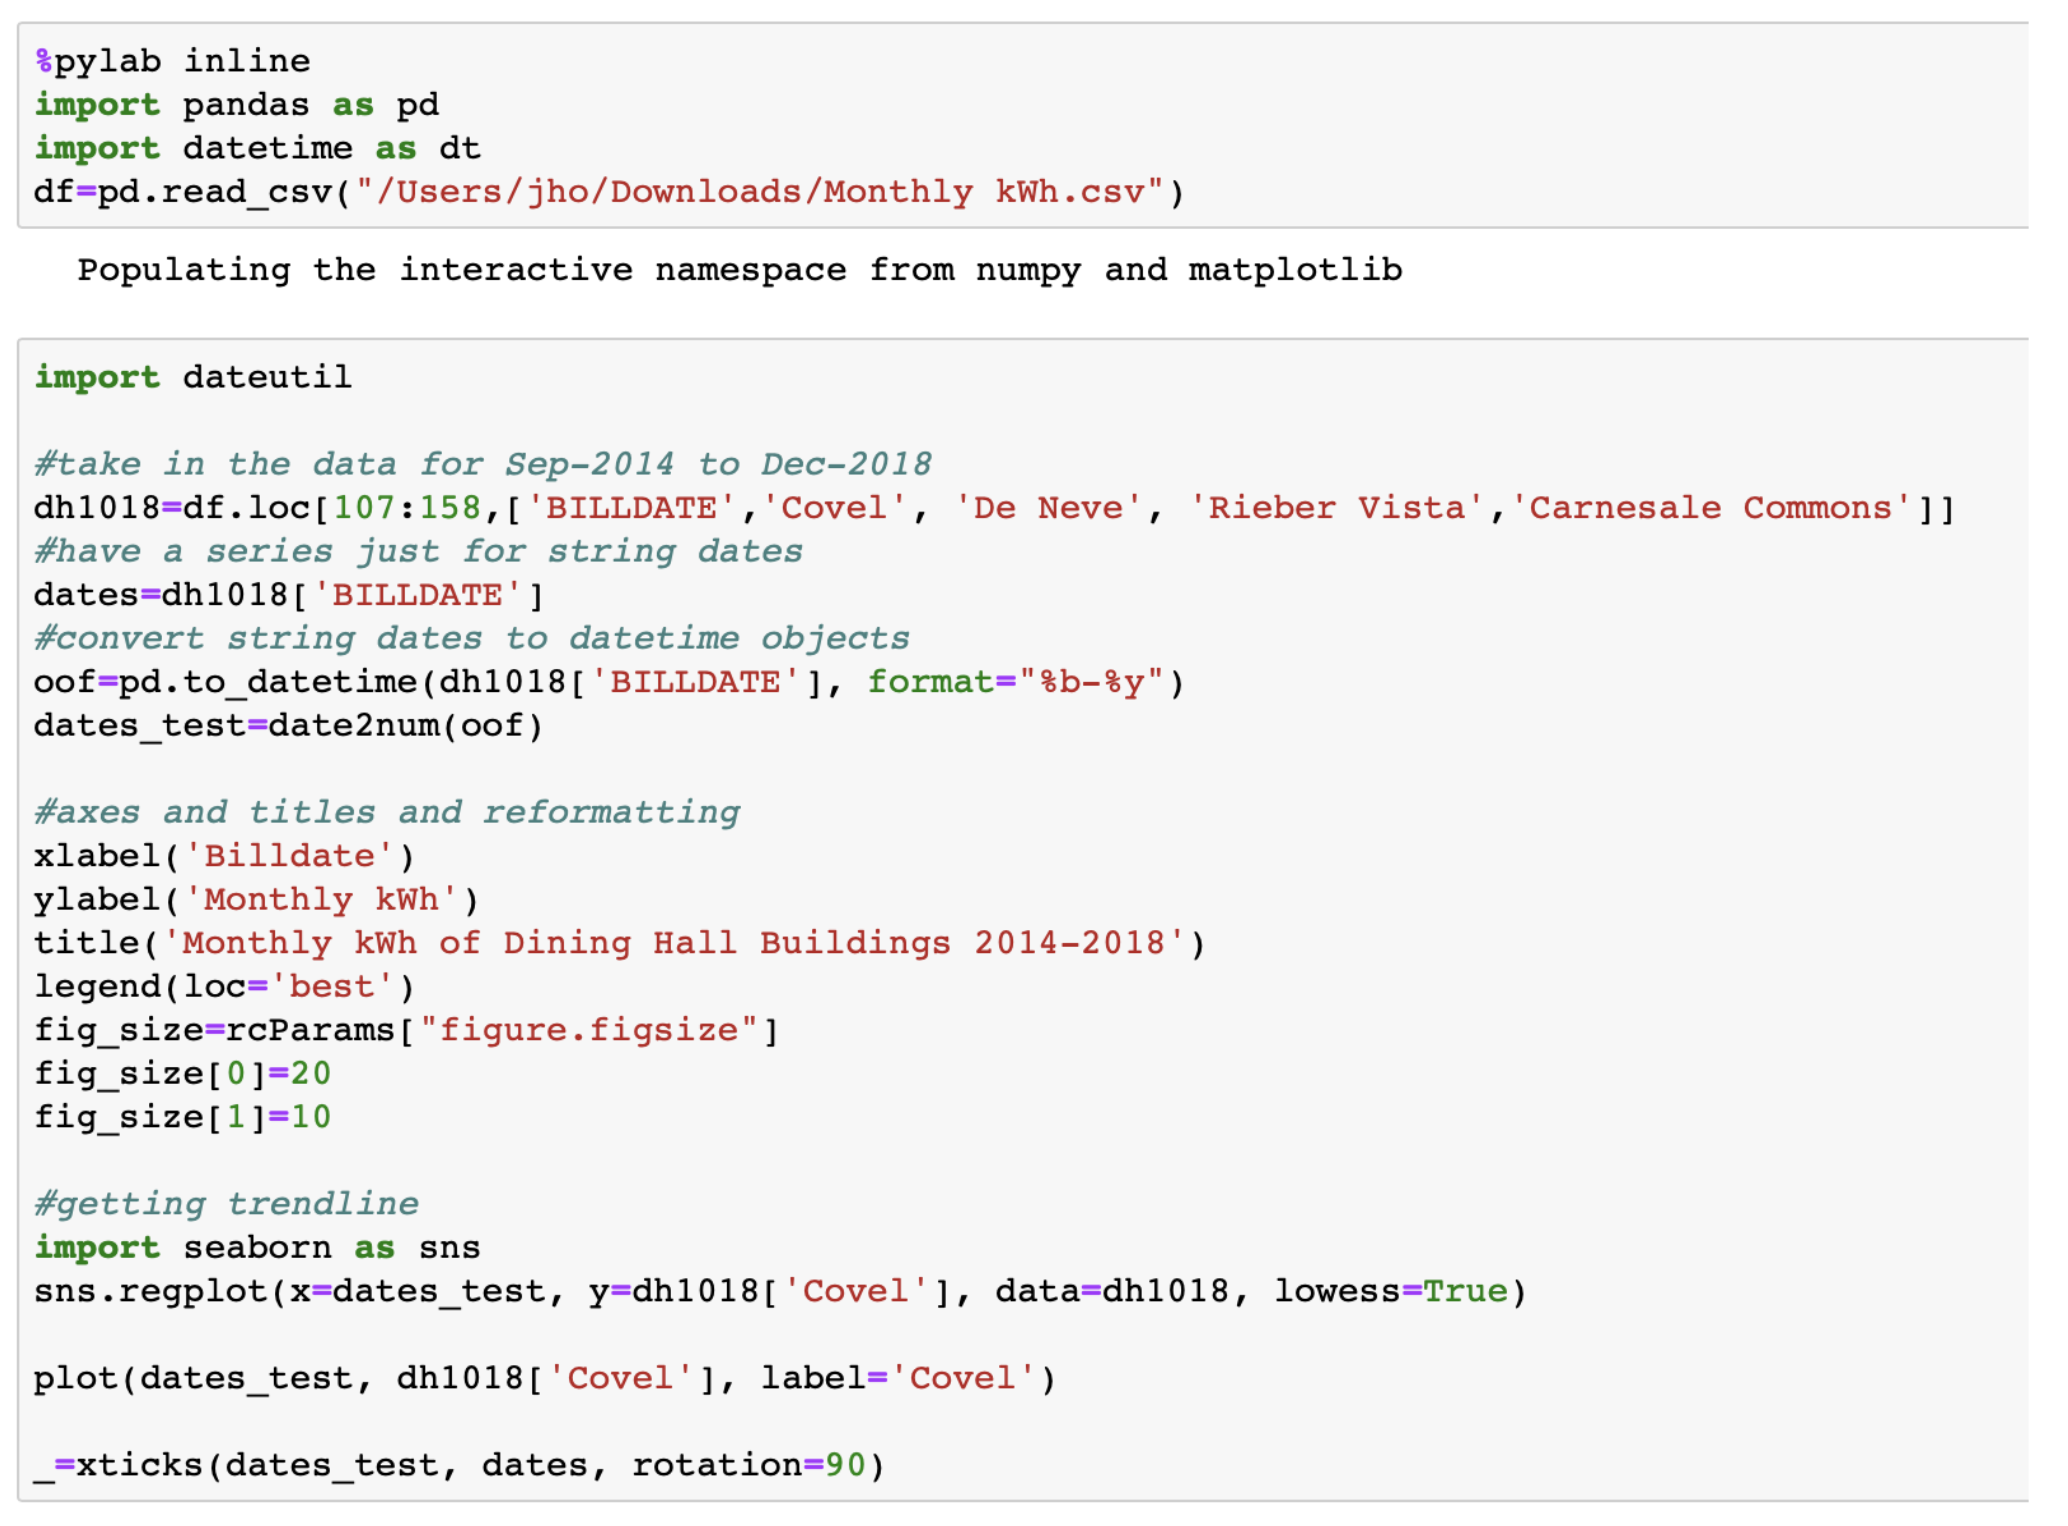 %pylab inline
import pandas as pd
import datetime as dt
df=pd.read_csv("/Users/jho/Downloads/Monthly kWh.csv")
Populating the interactive namespace from numpy and matplotlib
import dateutil
#take in the data for Sep-2014 to Dec-2018
dh1018=df.loc[107:158,['BILLDATE','Covel', 'De Neve', 'Rieber Vista','Carnesale Commons']]
#have a series just for string dates
dates=dh1018['BILLDATE']
#convert string dates to datetime objects
oof=pd.to_datetime(dh1018['BILLDATE'], format="%b-%y")
dates_test=date2num(oof)
#axes and titles and reformatting
xlabel('Billdate')
ylabel('Monthly kWh')
title('Monthly kWh of Dining Hall Buildings 2014-2018')
legend(loc='best')
fig_size=rcParams["figure.figsize"]
fig_size[0]=20
fig_size[1]=10
#getting trendline
import seaborn as sns
sns.regplot(x=dates_test, y=dh1018['Covel'], data=dh1018, lowess=True)
plot(dates_test, dh1018['Covel'], label='Covel')
_=xticks(dates_test, dates, rotation=90)